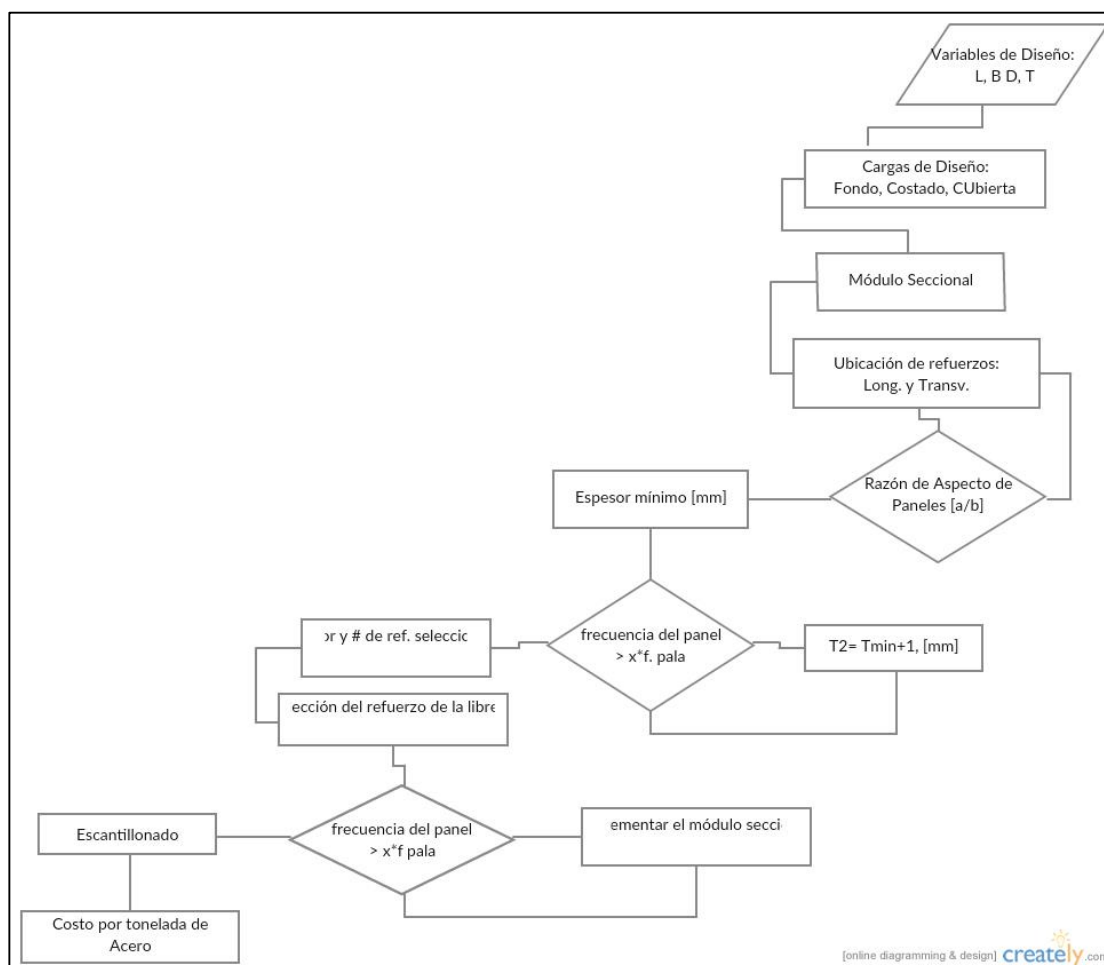 Variables de Diseño:
L, B D, T
Cargas de Diseño:
Fondo, Costado, CUbierta
Módulo Seccional
Ubicación de refuerzos:
Long. y Transv.
Razón de Aspecto de
Paneles [a/b]
Espesor mínimo [mm]
frecuencia del panel
> x*f. pala
T2= Tmin+1, [mm]
or y # de ref. seleccio
ección del refuerzo de la libre
frecuencia del panel
> x*f pala
ementar el módulo secci
Escantillonado
Costo por tonelada de
Acero
[online diagramming & design] creately.com